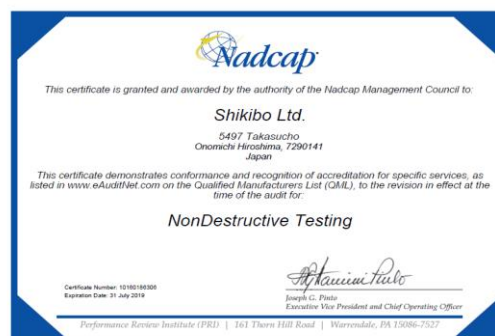 Nadcap
This certificate is granted and awarded by the authority of the Nadcap Management Council to:
Shikibo Ltd.
5497 Takasucho
Onomichi Hiroshima, 7290141
Japan
This certificate demonstrates conformance and recognition of accreditation for specific services, as
listed in www.eAuditNet.com on the Qualified Manufacturers List (QML), to the revision in effect at the
time of the audit for:
NonDestructive Testing
Certificate Number: 10160186306
Expiration Date: 31 July 2019
Joseph G. Pinto
Executive Vice President and Chief Operating Officer
Performance Review Institute (PRI) | 161 Thorn Hill Road | Warrendale, PA 15086-7527